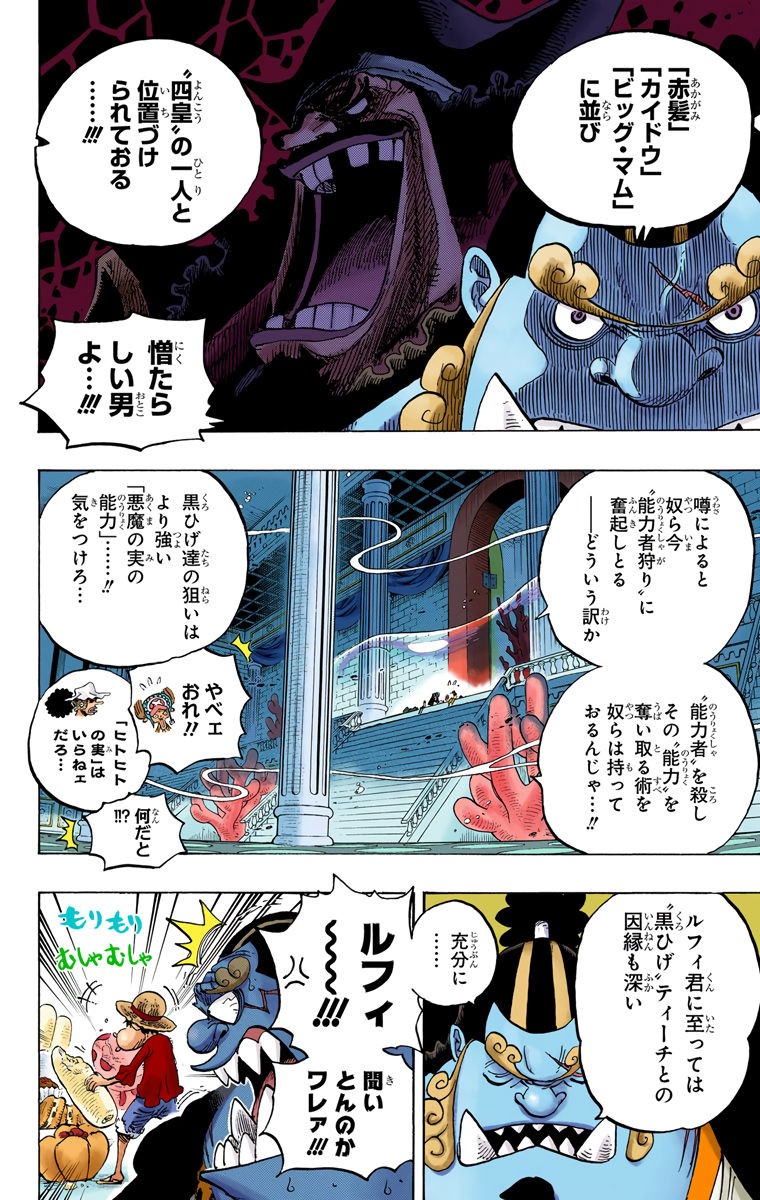 「赤髪」
「カイドウ」
「ビッグ・マム」
に並び
〝四皇〟の一人と
位置づけ
られておる
……!!!
憎たら
しい男
よ…!!!
噂によると
奴ら今
〝能力者狩り〟に
奮起しとる
──どういう訳か
〝能力者〟を殺し
その〝能力〟を
奪い取る術を
奴らは持って
おるんじゃ…!!
黒ひげ達の狙いは
より強い
「悪魔の実の
能力」……!!
気をつけろ…
やべェ
おれ!!
「ヒトヒト
の実」は
いらねェ
だろ…
何だと
!!?
ルフィ君に至っては
〝黒ひげ〟ティーチとの
因縁も深い
充分に
……
ルフィ
〜〜!!!
聞い
とんのか
ワレァ!!!
もりもり
むしゃむしゃ